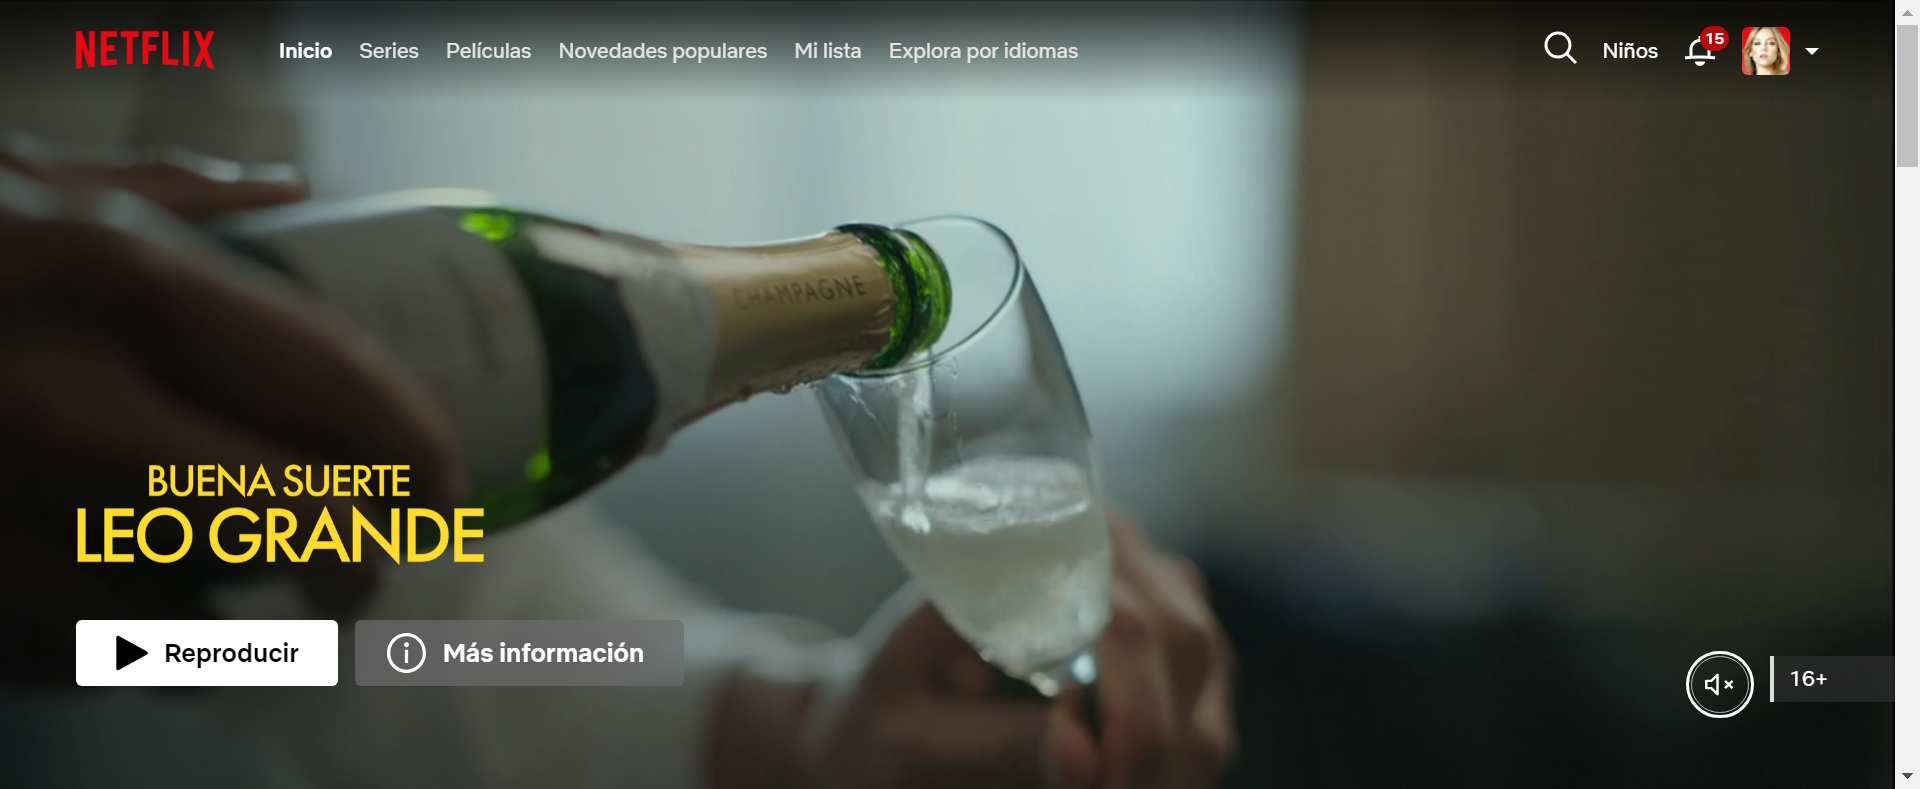 NETFLIX Inicio Series Películas Novedades populares Mi lista Explora por idiomas Niños 15
CHAMPAGNE
BUENA SUERTE
LEO GRANDE
Reproducir Más información
16+